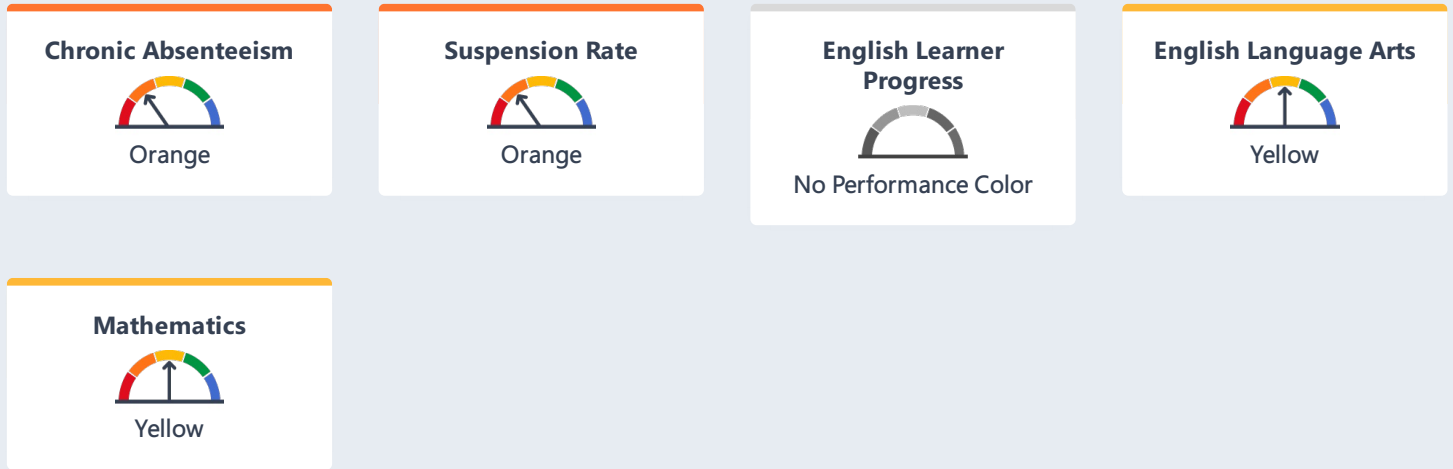 Chronic Absenteeism
Orange
Suspension Rate
Orange
English Learner
Progress
No Performance Color
English Language Arts
Yellow
Mathematics
Yellow